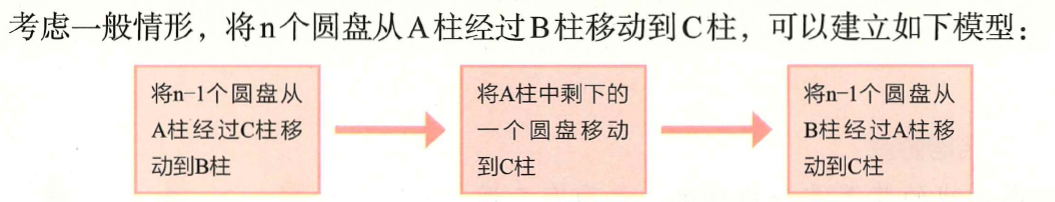 考虑一般情形，将n个圆盘从A柱经过B柱移动到C柱，可以建立如下模型：
将n-1个圆盘从
A柱经过C柱移
动到B柱
将A柱中剩下的
一个圆盘移动
到C柱
将n-1个圆盘从
B柱经过A柱移
动到C柱